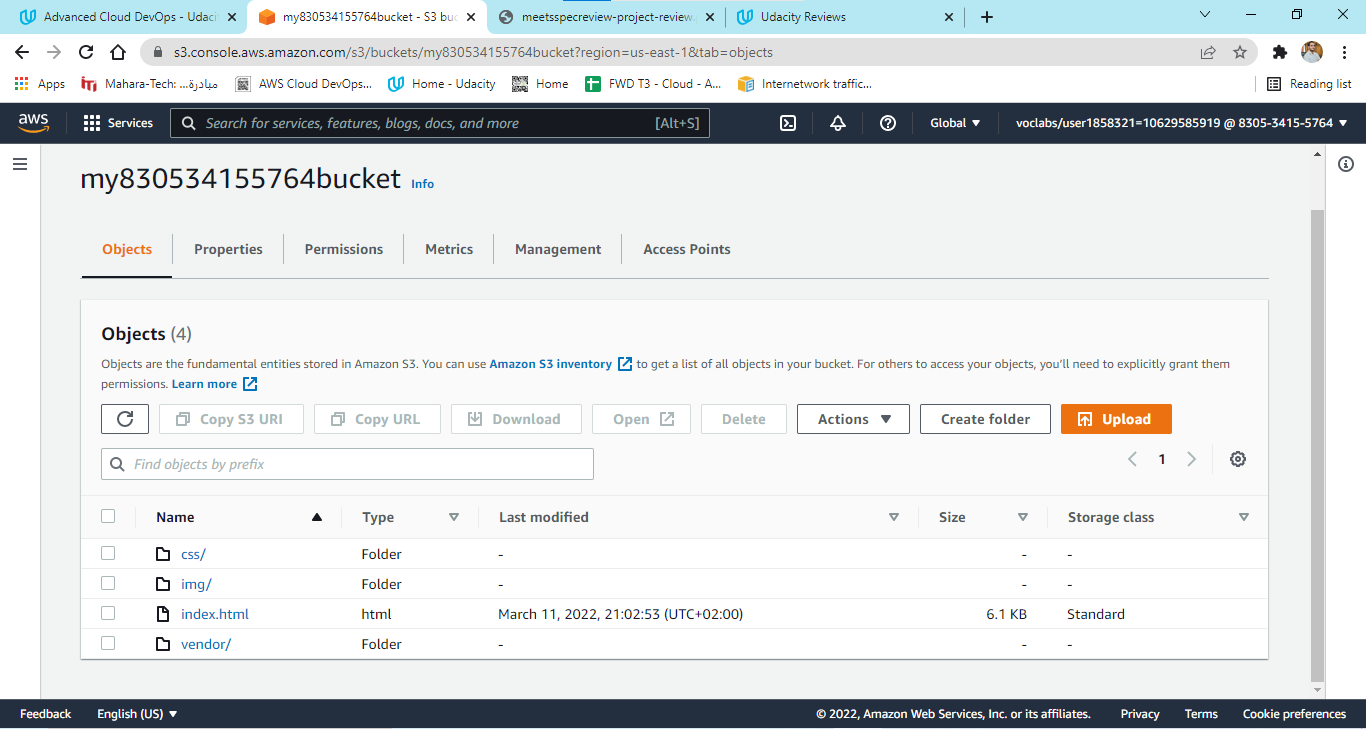 Advanced Cloud DevOps - Udaci
my830534155764bucket - S3 buc
meetsspecreview-project-review.
Udacity Reviews
s3.console.aws.amazon.com/s3/buckets/my830534155764bucket?region=us-east-1&tab=objects
Apps
Mahara-Tech: ...مبادرة
AWS Cloud DevOps...
Home - Udacity
Home
FWD T3 - Cloud - A...
Internetwork traffic...
Reading list
aws
Services
Search for services, features, blogs, docs, and more
[Alt+S]
Global
voclabs/user1858321=10629585919 @ 8305-3415-5764
my830534155764bucket Info
Objects
Properties
Permissions
Metrics
Management
Access Points
Objects (4)
Objects are the fundamental entities stored in Amazon S3. You can use Amazon S3 inventory to get a list of all objects in your bucket. For others to access your objects, you'll need to explicitly grant them
permissions. Learn more
Copy S3 URI
Copy URL
Download
Open
Delete
Actions
Create folder
Upload
Find objects by prefix
1
Name Type Last modified Size Storage class
css/ Folder - - -
img/ Folder - - -
index.html html March 11, 2022, 21:02:53 (UTC+02:00) 6.1 KB Standard
vendor/ Folder - - -
Feedback
English (US)
© 2022, Amazon Web Services, Inc. or its affiliates.
Privacy
Terms
Cookie preferences